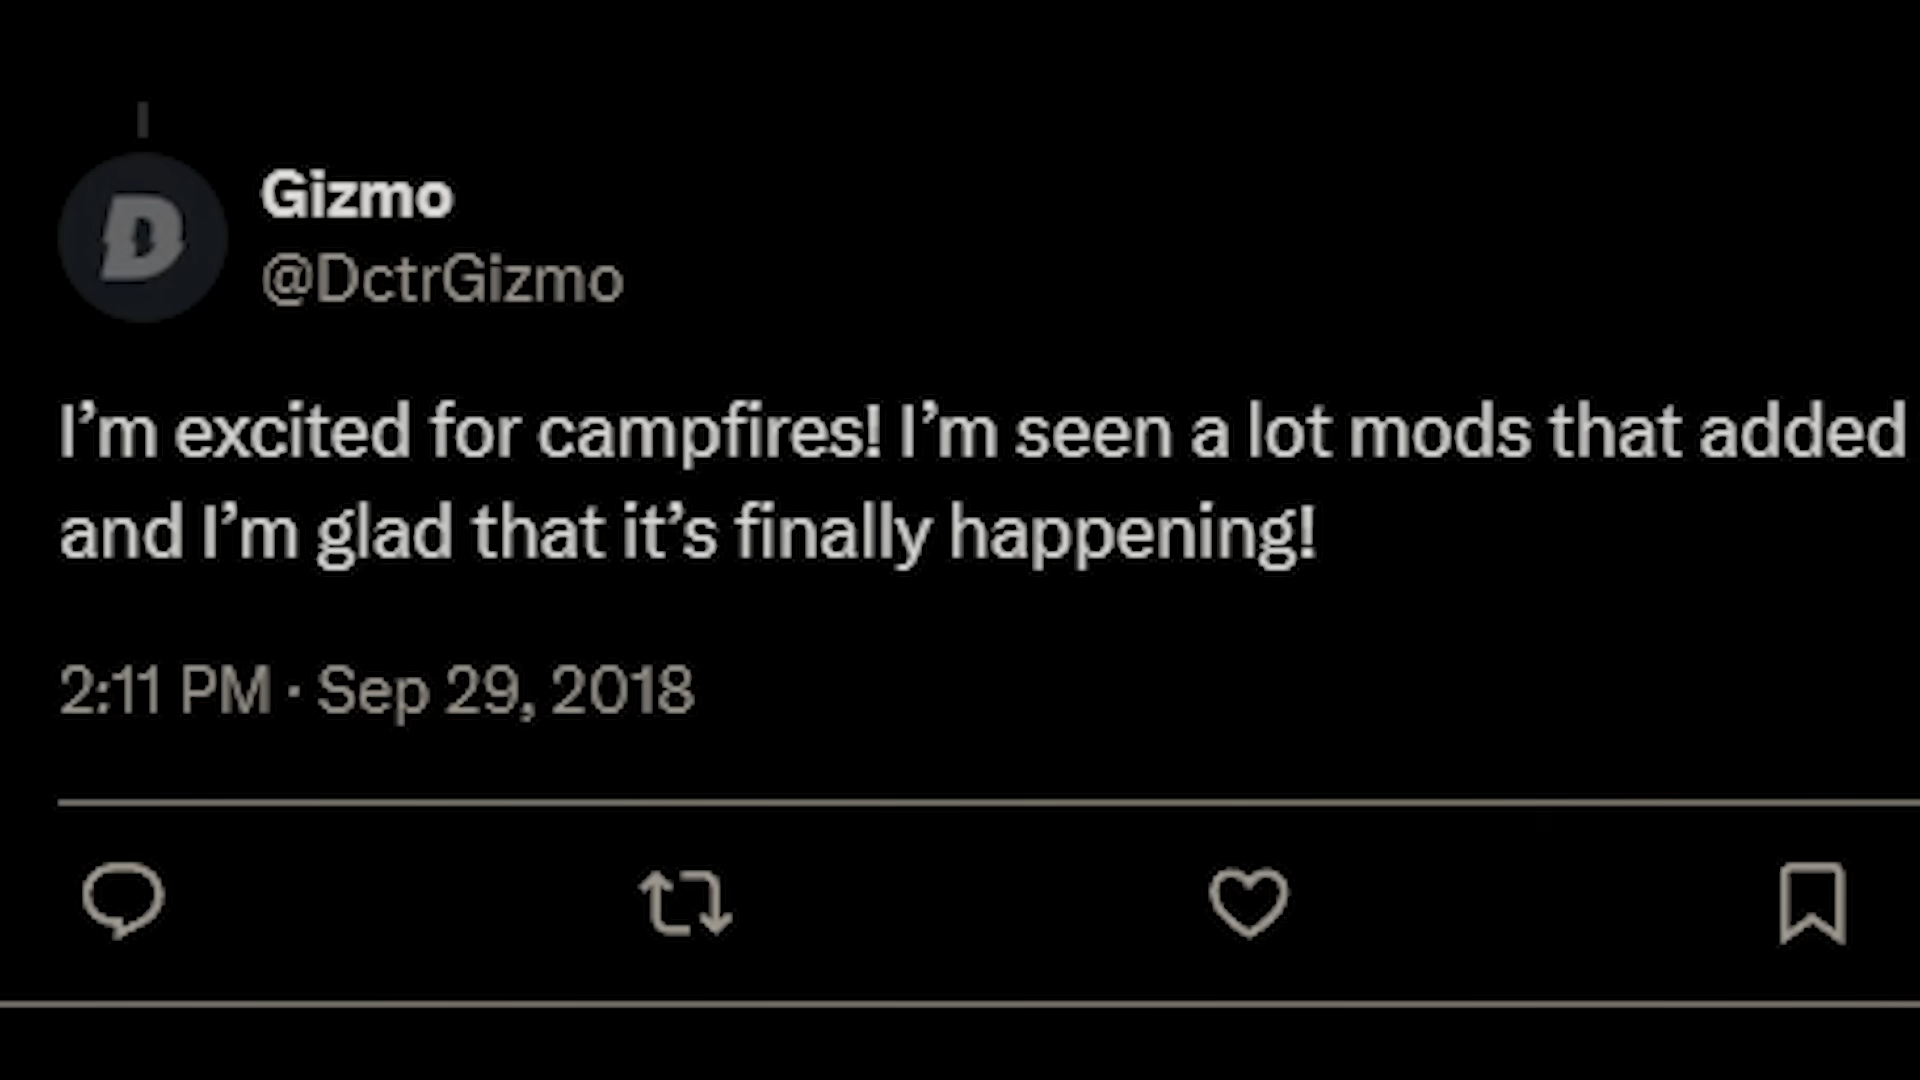 D
Gizmo
@DctrGizmo
I’m excited for campfires! I’m seen a lot mods that added
and I’m glad that it’s finally happening!
2:11 PM · Sep 29, 2018